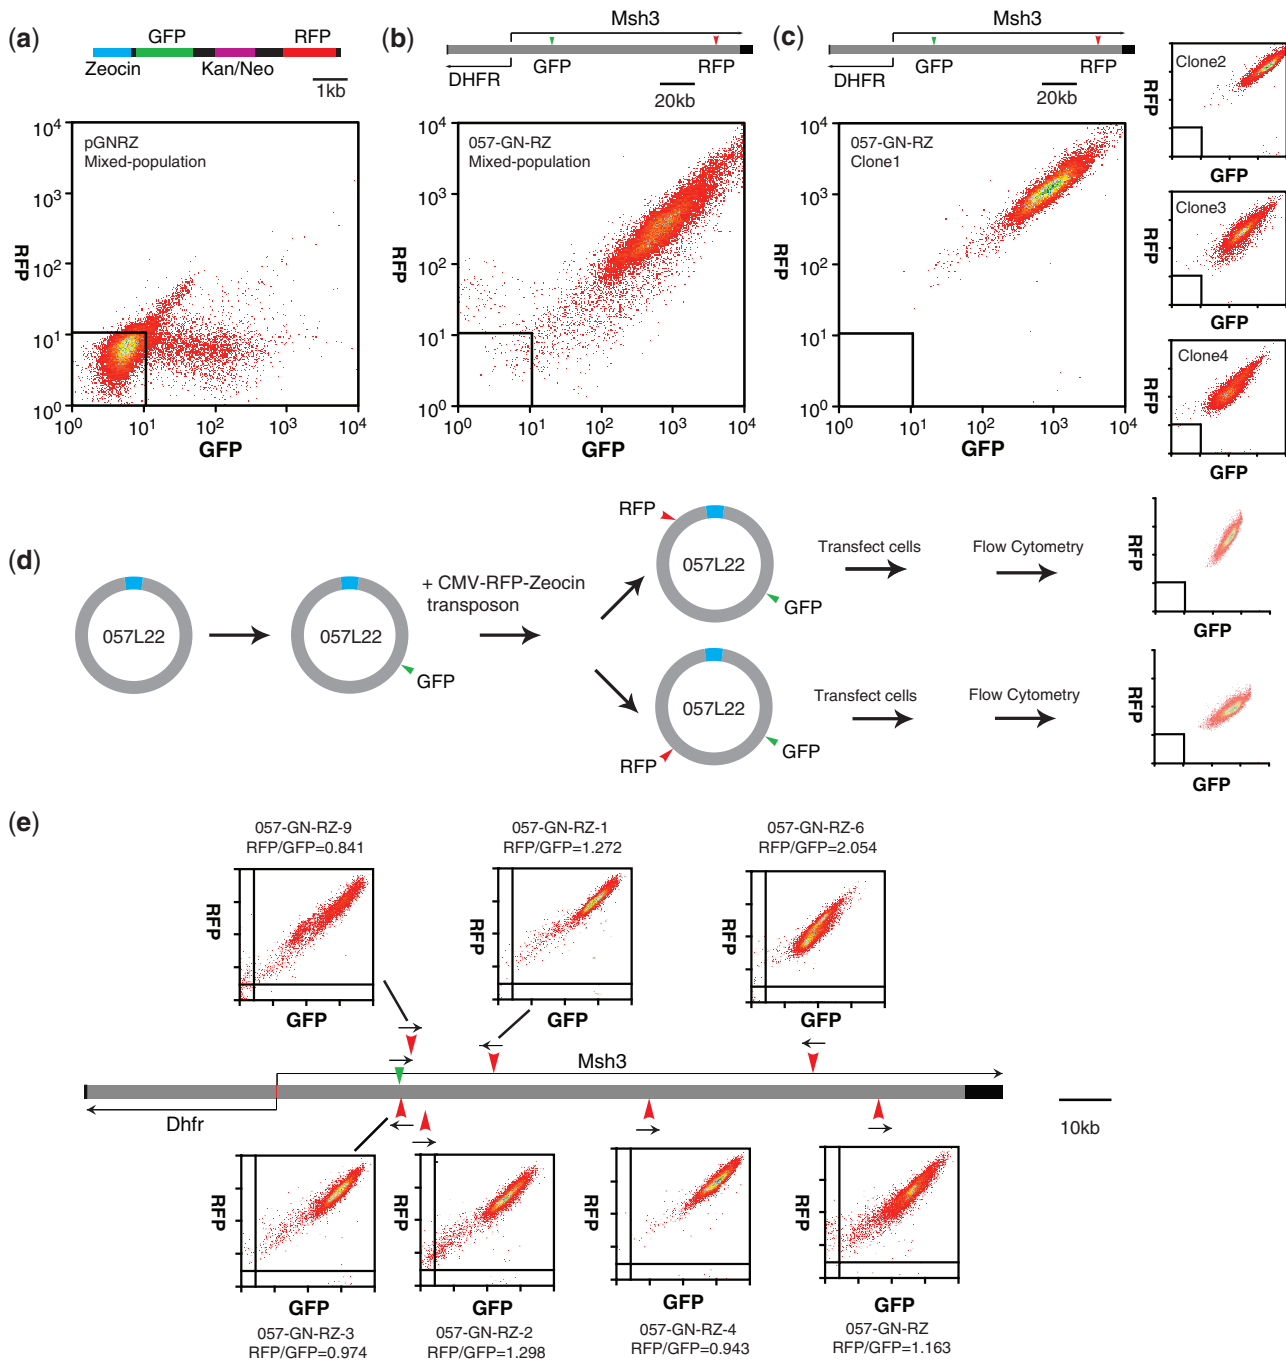 (a)
GFP
RFP
Zeocin
Kan/Neo
1kb
pGNRZ
Mixed-population
10^4
10^3
10^2
10^1
10^0
RFP
10^0
10^1
10^2
10^3
10^4
GFP
(b)
Msh3
DHFR
GFP
RFP
20kb
057-GN-RZ
Mixed-population
10^4
10^3
10^2
10^1
10^0
RFP
10^0
10^1
10^2
10^3
10^4
GFP
(c)
Msh3
DHFR
GFP
RFP
20kb
057-GN-RZ
Clone1
10^4
10^3
10^2
10^1
10^0
RFP
10^0
10^1
10^2
10^3
10^4
GFP
Clone2
RFP
GFP
Clone3
RFP
GFP
Clone4
RFP
GFP
(d)
057L22
057L22
GFP
+ CMV-RFP-Zeocin
transposon
RFP
057L22
GFP
Transfect cells
Flow Cytometry
RFP
GFP
057L22
RFP
GFP
Transfect cells
Flow Cytometry
RFP
GFP
(e)
057-GN-RZ-9
RFP/GFP=0.841
RFP
GFP
057-GN-RZ-1
RFP/GFP=1.272
RFP
GFP
057-GN-RZ-6
RFP/GFP=2.054
RFP
GFP
Msh3
Dhfr
10kb
RFP
GFP
057-GN-RZ-3
RFP/GFP=0.974
RFP
GFP
057-GN-RZ-2
RFP/GFP=1.298
RFP
GFP
057-GN-RZ-4
RFP/GFP=0.943
RFP
GFP
057-GN-RZ
RFP/GFP=1.163